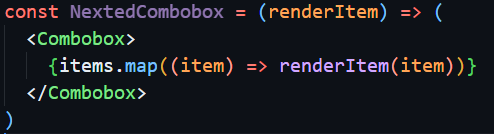 const NextedCombobox = (renderItem) => (
  <Combobox>
    {items.map((item) => renderItem(item))}
  </Combobox>
)